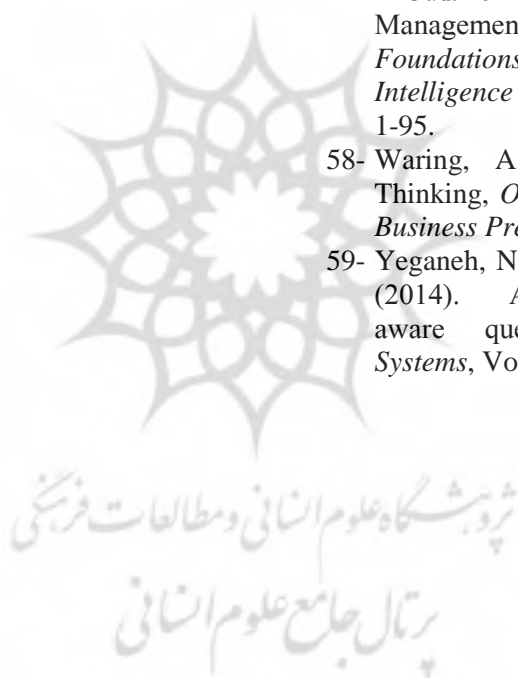 Managemen
Foundations
Intelligence
1-95.
58- Waring, A
Thinking, O
Business Pre
59- Yeganeh, N
(2014). A
aware que
Systems, Vo
پژوهشگاه علوم انسانی و مطالعات فرهنگی
پرتال جامع علوم انسانی